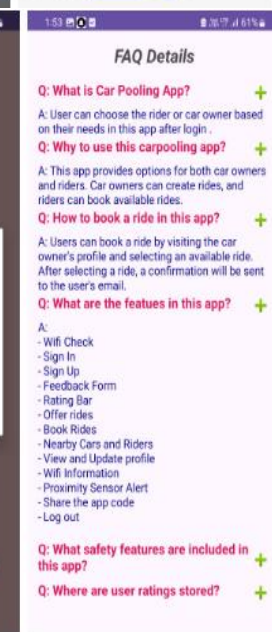 1:53
61%
FAQ Details
Q: What is Car Pooling App?
+
A: User can choose the rider or car owner based
on their needs in this app after login .
Q: Why to use this carpooling app?
+
A: This app provides options for both car owners
and riders. Car owners can create rides, and
riders can book available rides.
Q: How to book a ride in this app?
+
A: Users can book a ride by visiting the car
owner's profile and selecting an available ride.
After selecting a ride, a confirmation will be sent
to the user's email.
Q: What are the featues in this app?
+
A:
- Wifi Check
- Sign In
- Sign Up
- Feedback Form
- Rating Bar
- Offer rides
- Book Rides
- Nearby Cars and Riders
- View and Update profile
- Wifi Information
- Proximity Sensor Alert
- Share the app code
- Log out
Q: What safety features are included in
this app?
+
Q: Where are user ratings stored?
+